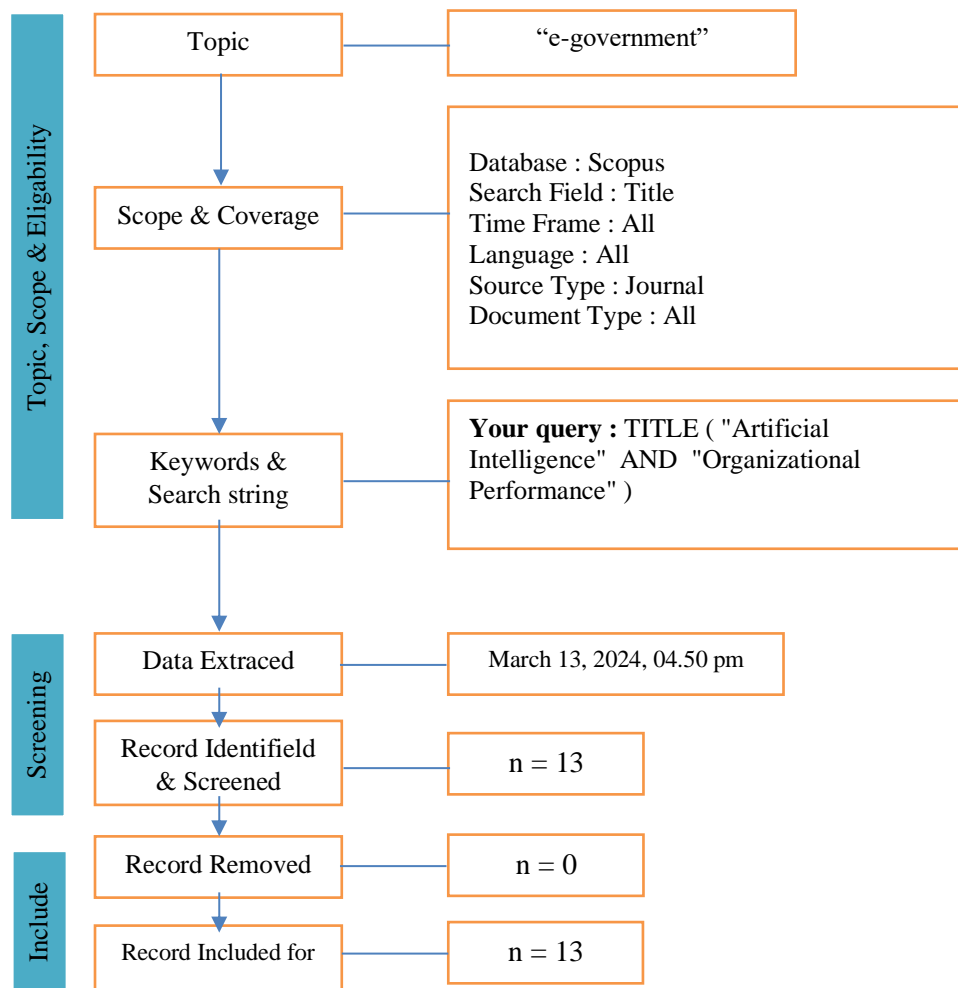 Topic, Scope & Eligability
Topic
“e-government”
Scope & Coverage
Database : Scopus
Search Field : Title
Time Frame : All
Language : All
Source Type : Journal
Document Type : All
Keywords &
Search string
Your query : TITLE ( "Artificial
Intelligence" AND "Organizational
Performance" )
Screening
Data Extraced
March 13, 2024, 04.50 pm
Record Identifield
& Screened
n = 13
Include
Record Removed
n = 0
Record Included for
n = 13